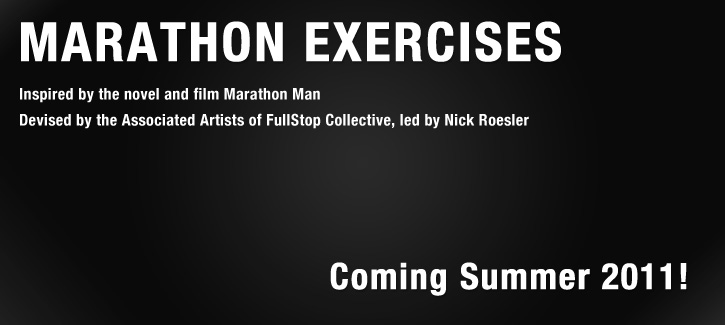 MARATHON EXERCISES
Inspired by the novel and film Marathon Man
Devised by the Associated Artists of FullStop Collective, led by Nick Roesler
Coming Summer 2011!